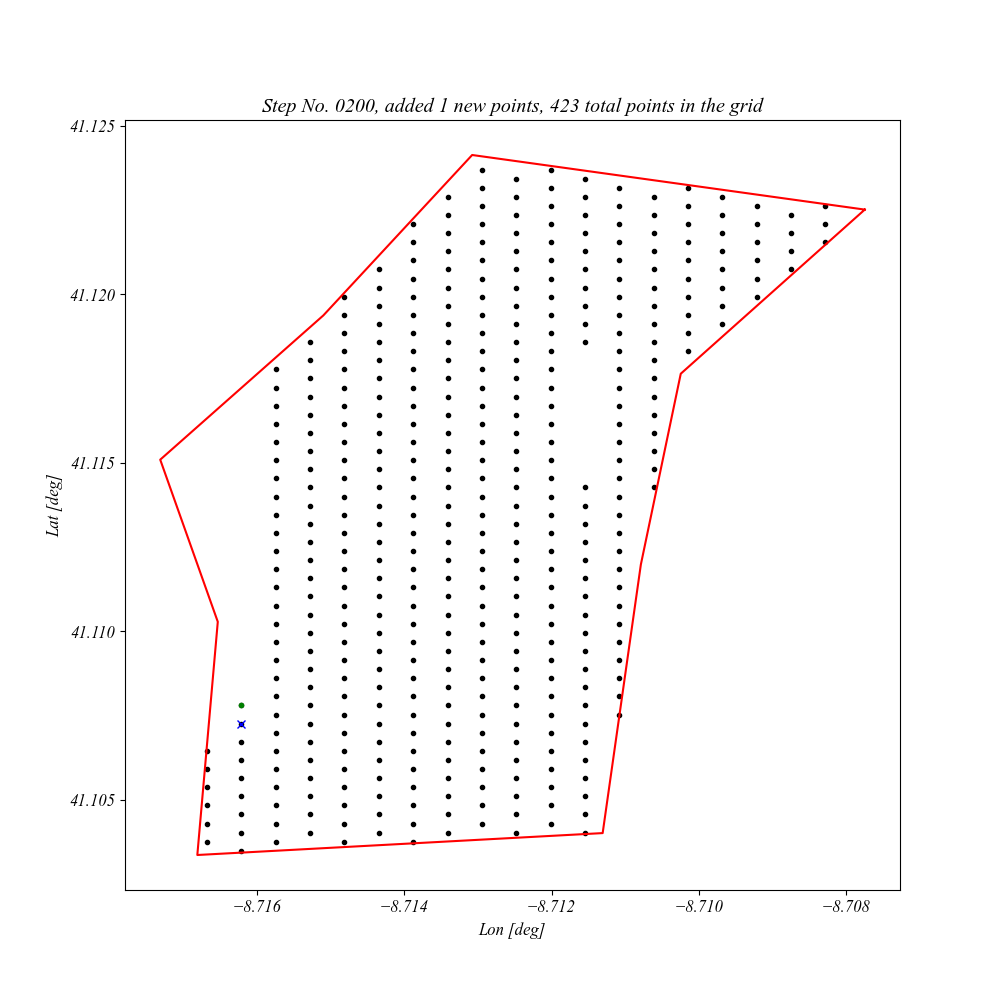 Step No. 0200, added 1 new points, 423 total points in the grid
41.125
41.120
41.115
41.110
41.105
Lat [deg]
−8.716 −8.714 −8.712 −8.710 −8.708
Lon [deg]